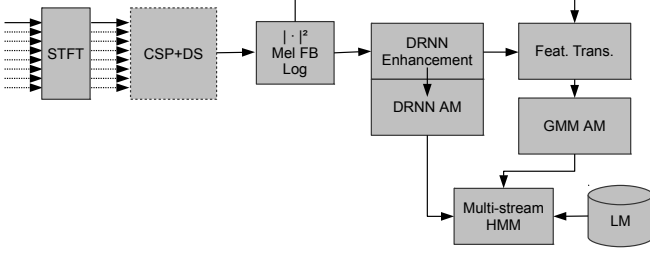 STFT
CSP+DS
| · |²
Mel FB
Log
DRNN
Enhancement
DRNN AM
Feat. Trans.
GMM AM
Multi-stream
HMM
LM